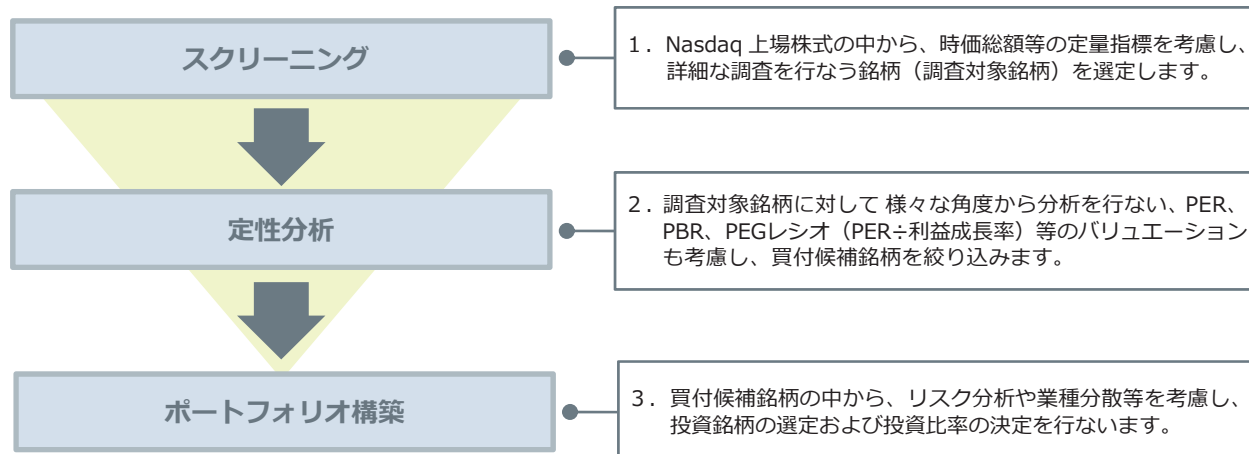 スクリーニング
1．Nasdaq 上場株式の中から、時価総額等の定量指標を考慮し、
詳細な調査を行なう銘柄（調査対象銘柄）を選定します。
定性分析
2．調査対象銘柄に対して 様々な角度から分析を行ない、PER、
PBR、PEGレシオ（PER÷利益成長率）等のバリュエーション
も考慮し、買付候補銘柄を絞り込みます。
ポートフォリオ構築
3．買付候補銘柄の中から、リスク分析や業種分散等を考慮し、
投資銘柄の選定および投資比率の決定を行ないます。